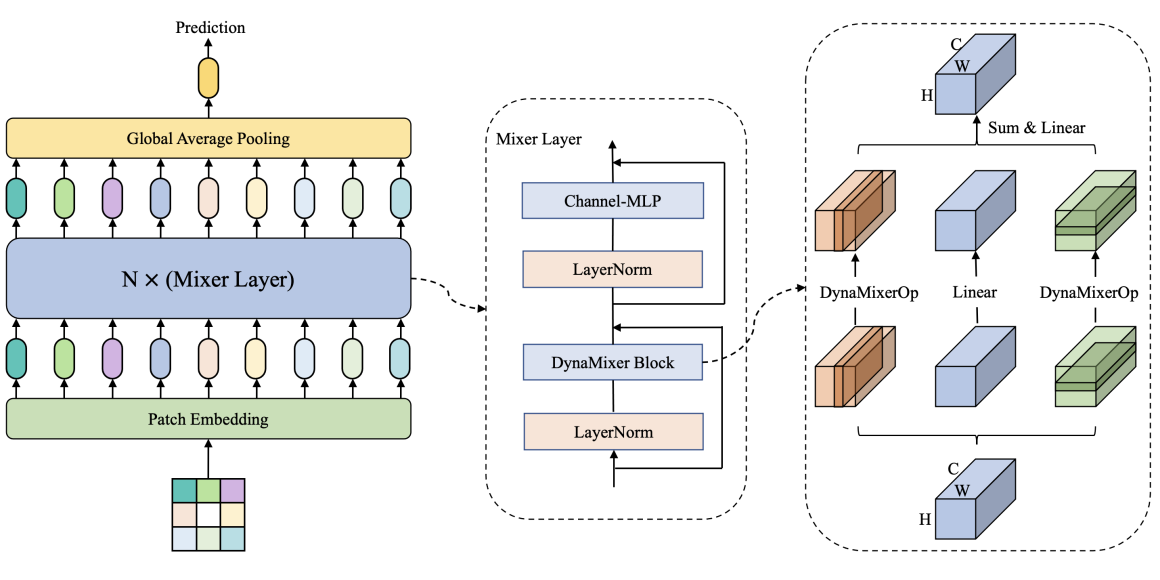 Prediction
Global Average Pooling
N × (Mixer Layer)
Patch Embedding
Mixer Layer
Channel-MLP
LayerNorm
DynaMixer Block
LayerNorm
C
W
H
Sum & Linear
DynaMixerOp
Linear
DynaMixerOp
C
W
H